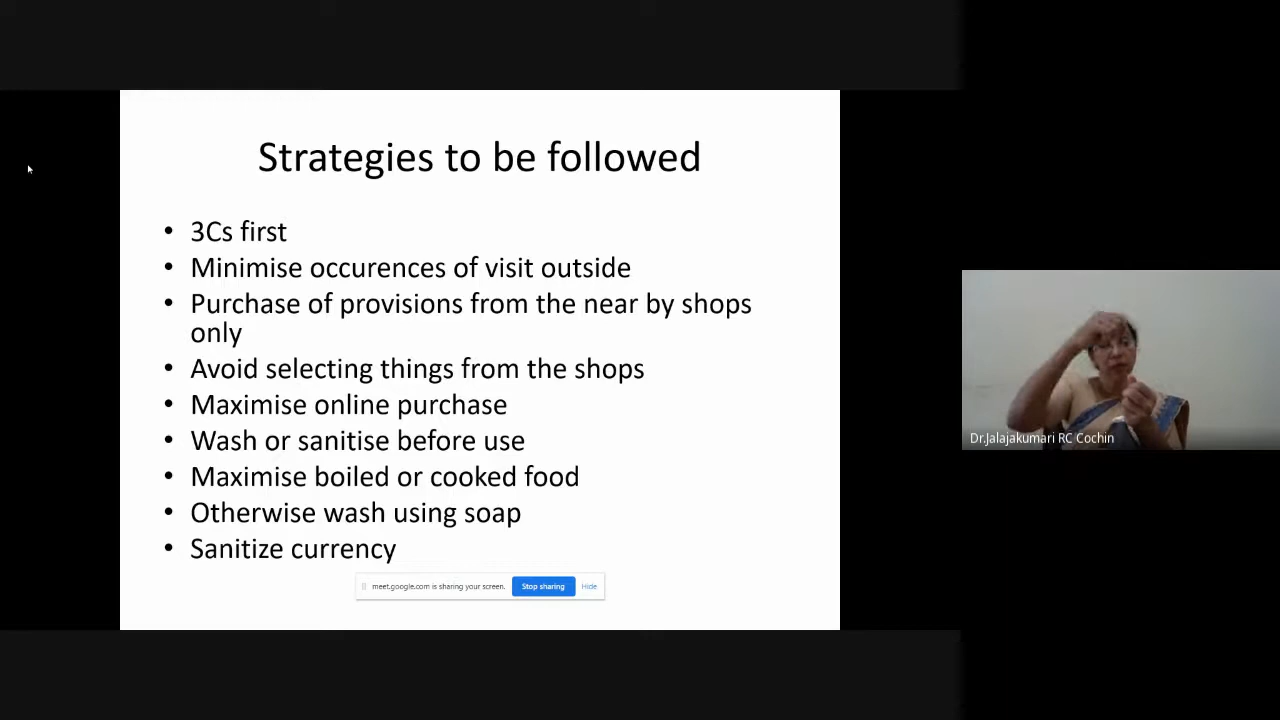 Strategies to be followed
• 3Cs first
• Minimise occurences of visit outside
• Purchase of provisions from the near by shops
only
• Avoid selecting things from the shops
• Maximise online purchase
• Wash or sanitise before use
• Maximise boiled or cooked food
• Otherwise wash using soap
• Sanitize currency
meet.google.com is sharing your screen. Stop sharing Hide
Dr.Jalajakumari RC Cochin